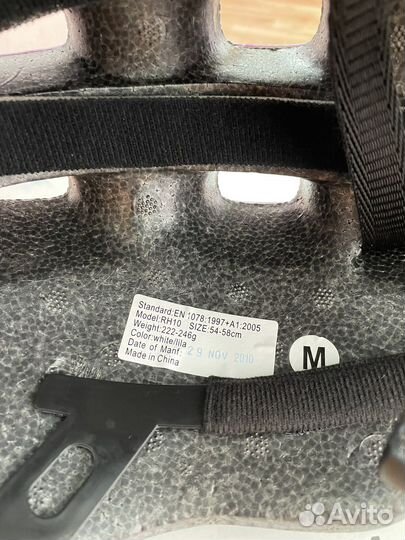 Standard:EN 1078:1997+A1:2005
Model:RH10 SIZE:54-58cm
Weight:222-246g
Color:white/lila
Date of Manf 29 NOV 2010
Made in China
M
Avito